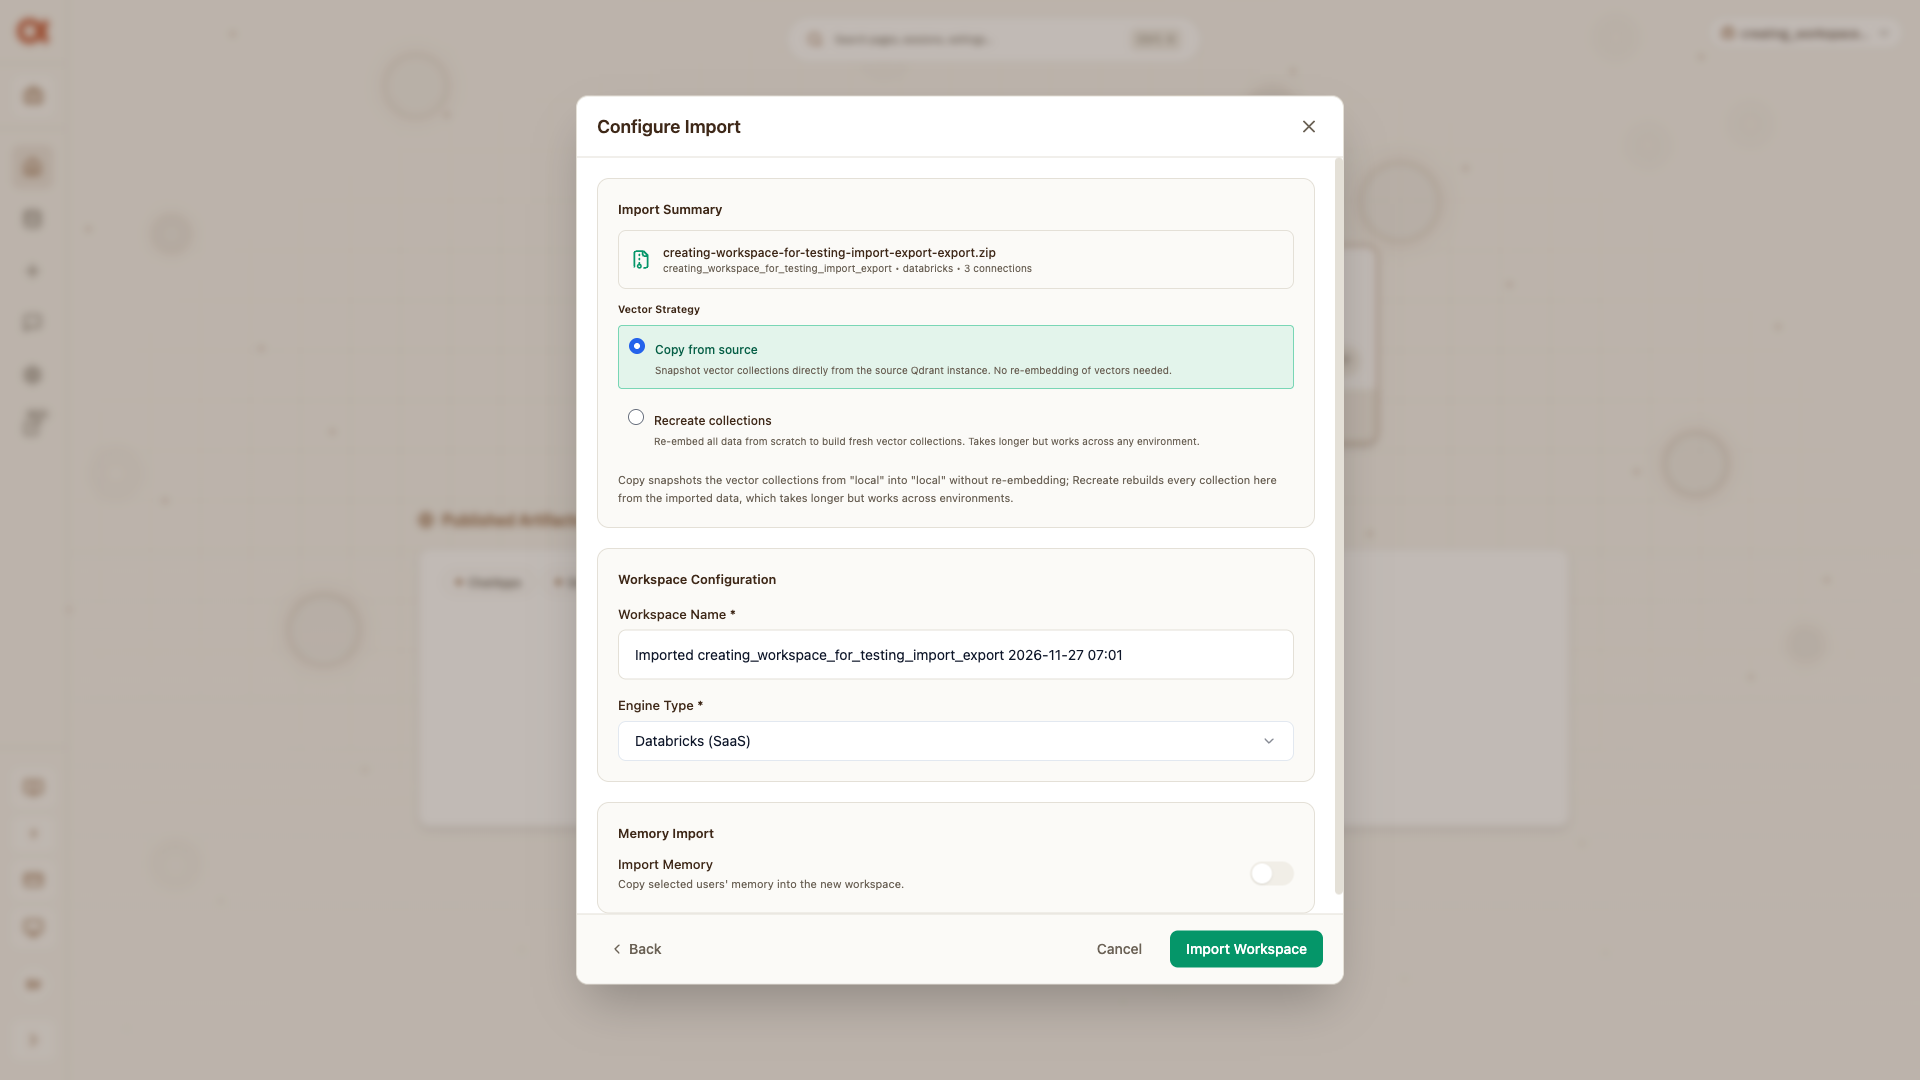 Configure Import
Import Summary
creating-workspace-for-testing-import-export-export.zip
creating_workspace_for_testing_import_export • databricks • 3 connections
Vector Strategy
Copy from source
Snapshot vector collections directly from the source Qdrant instance. No re-embedding of vectors needed.
Recreate collections
Re-embed all data from scratch to build fresh vector collections. Takes longer but works across any environment.
Copy snapshots the vector collections from "local" into "local" without re-embedding; Recreate rebuilds every collection here
from the imported data, which takes longer but works across environments.
Workspace Configuration
Workspace Name *
Imported creating_workspace_for_testing_import_export 2026-11-27 07:01
Engine Type *
Databricks (SaaS)
Memory Import
Import Memory
Copy selected users' memory into the new workspace.
Back
Cancel
Import Workspace